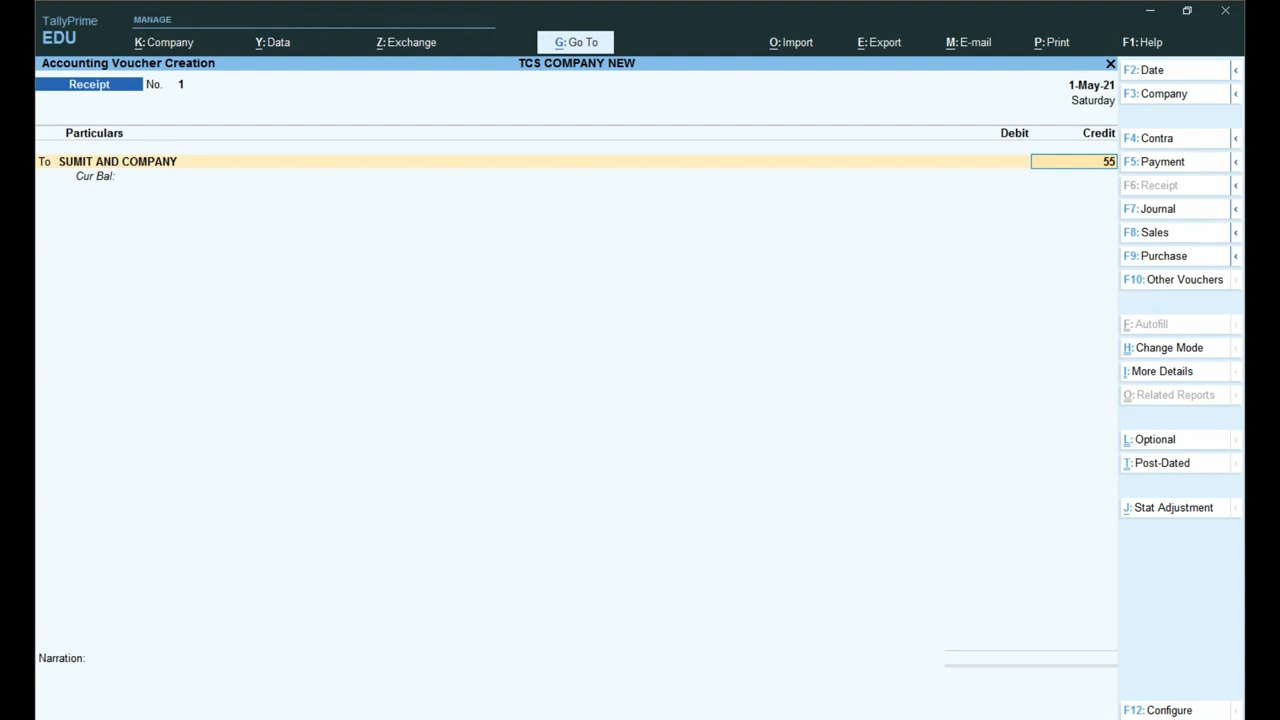 TallyPrime
EDU
MANAGE
K: Company
Y: Data
Z: Exchange
G: Go To
O: Import
E: Export
M: E-mail
P: Print
F1: Help
Accounting Voucher Creation
TCS COMPANY NEW
Receipt No. 1
1-May-21
Saturday
Particulars Debit Credit
To SUMIT AND COMPANY 55
Cur Bal:
Narration:
F2: Date
F3: Company
F4: Contra
F5: Payment
F6: Receipt
F7: Journal
F8: Sales
F9: Purchase
F10: Other Vouchers
F: Autofill
H: Change Mode
I: More Details
O: Related Reports
L: Optional
T: Post-Dated
J: Stat Adjustment
F12: Configure